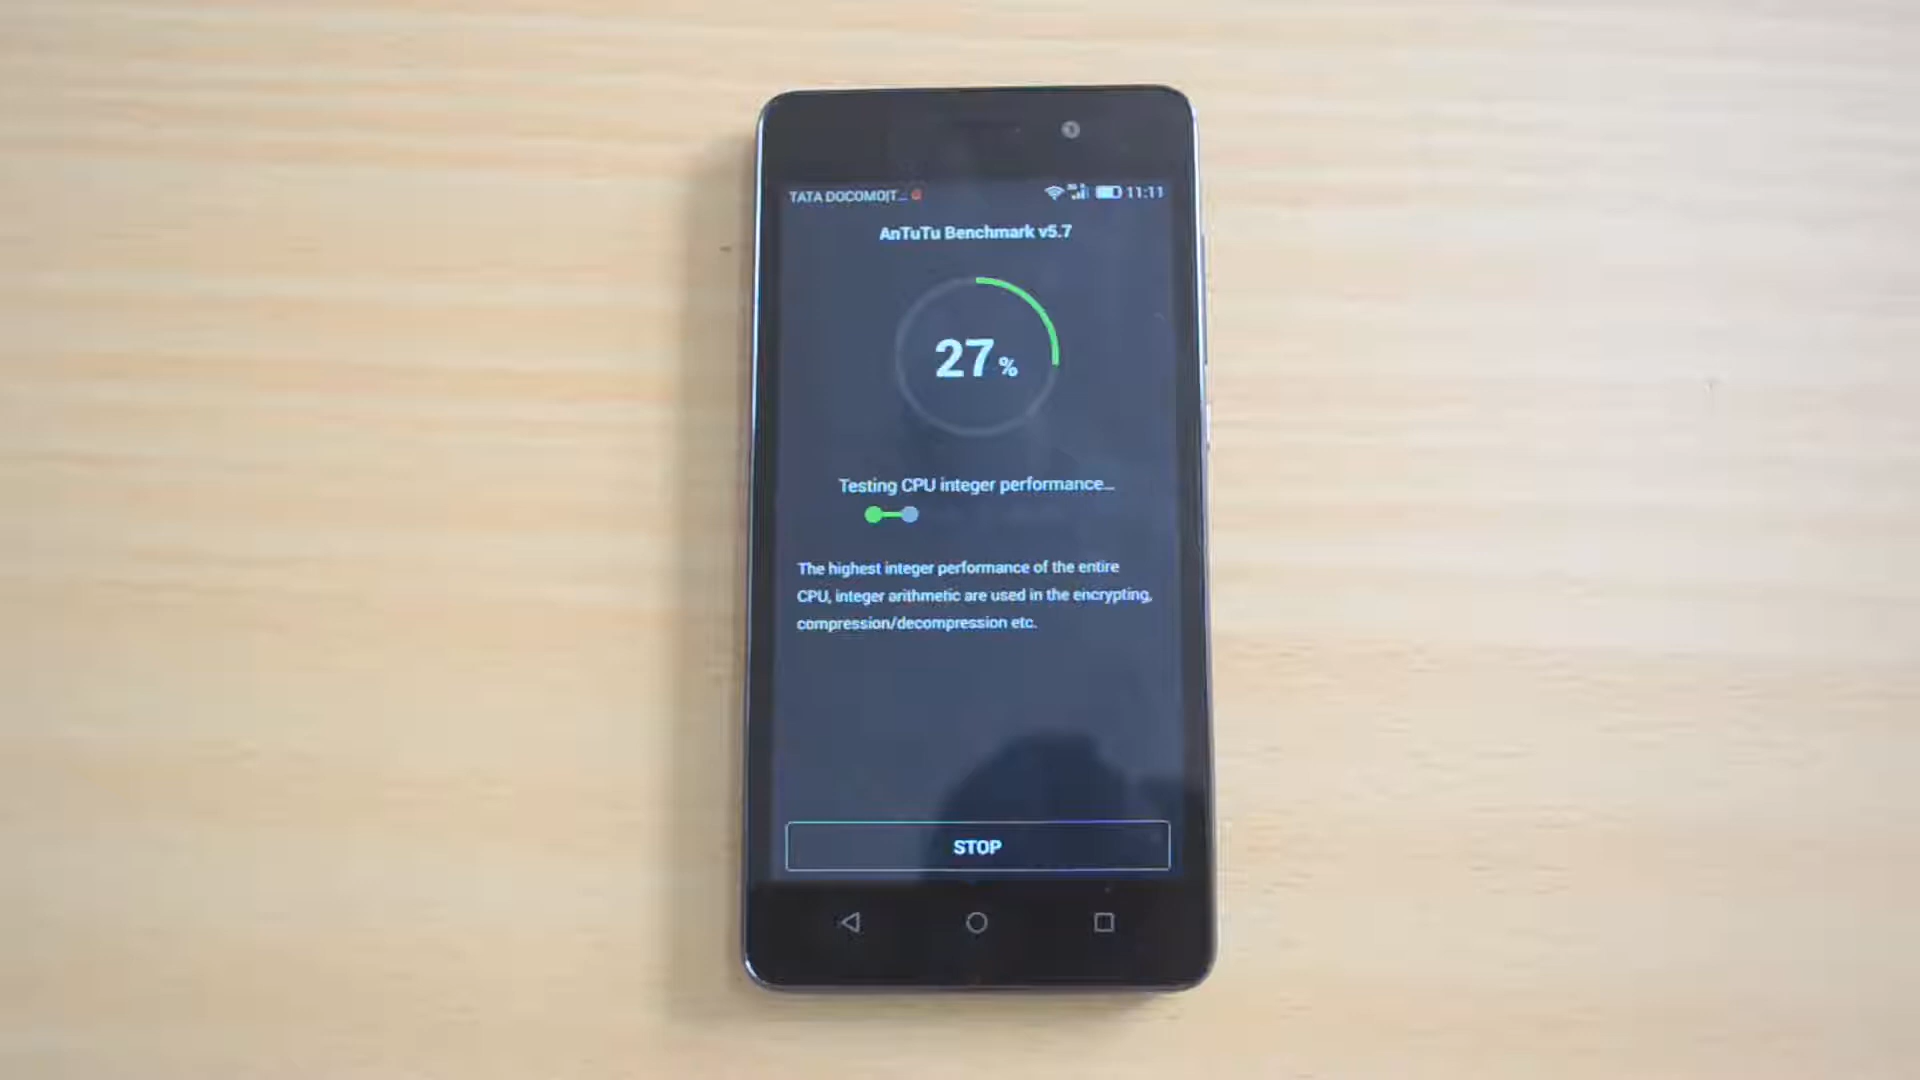 TATA DOCOMO|T... 11:11
AnTuTu Benchmark v5.7
27%
Testing CPU integer performance...
The highest integer performance of the entire
CPU, integer arithmetic are used in the encrypting,
compression/decompression etc.
STOP